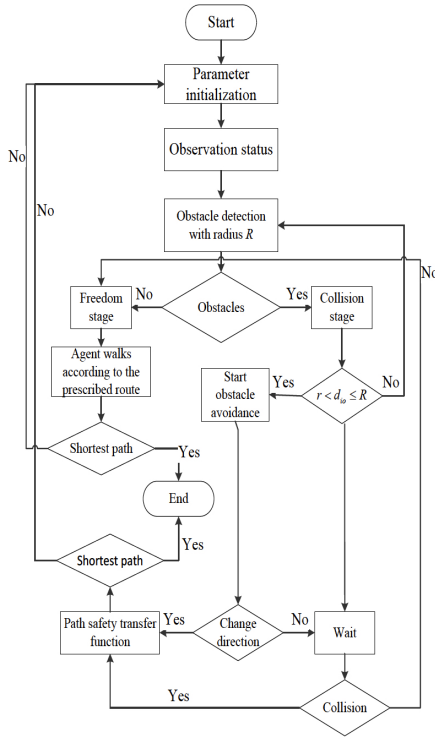 Start
Parameter
initialization
Observation status
No
No
Obstacle detection
with radius R
No
Freedom
stage
No
Obstacles
Yes
Collision
stage
Agent walks
according to the
prescribed route
Start
obstacle
avoidance
Yes
r < d_io ≤ R
No
Shortest path
Yes
End
Yes
Shortest path
Path safety transfer
function
Yes
Change
direction
No
Wait
Yes
Collision